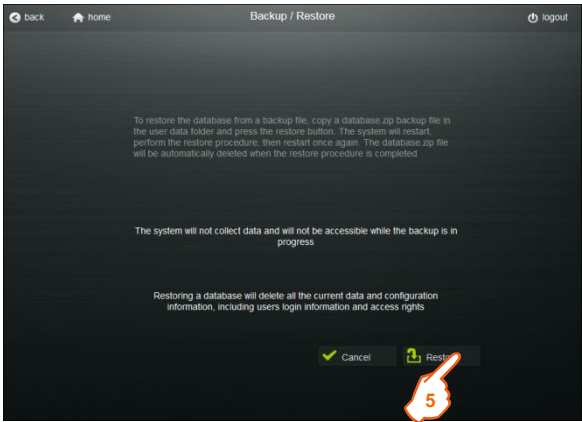 back home Backup / Restore logout
To restore the database from a backup file, copy a database.zip backup file in
the user data folder and press the restore button. The system will restart,
perform the restore procedure, then restart once again. The database.zip file
will be automatically deleted when the restore procedure is completed
The system will not collect data and will not be accessible while the backup is in
progress
Restoring a database will delete all the current data and configuration
information, including users login information and access rights
Cancel Resto
5